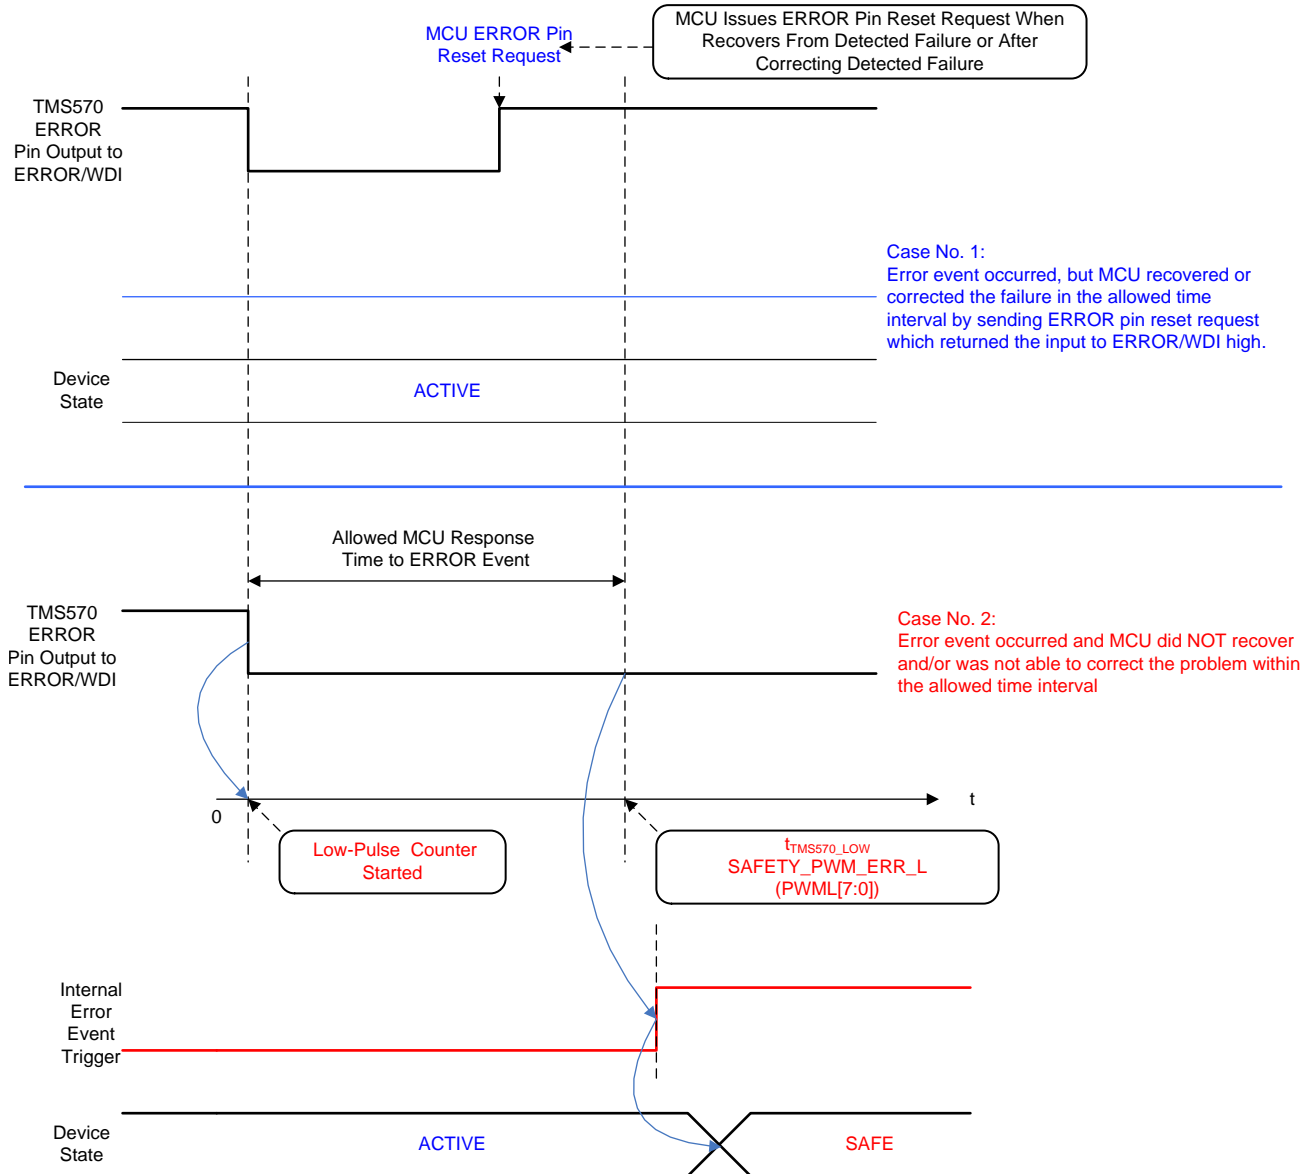 MCU ERROR Pin
Reset Request
MCU Issues ERROR Pin Reset Request When
Recovers From Detected Failure or After
Correcting Detected Failure
TMS570
ERROR
Pin Output to
ERROR/WDI
Case No. 1:
Error event occurred, but MCU recovered or
corrected the failure in the allowed time
interval by sending ERROR pin reset request
which returned the input to ERROR/WDI high.
Device
State
ACTIVE
Allowed MCU Response
Time to ERROR Event
TMS570
ERROR
Pin Output to
ERROR/WDI
Case No. 2:
Error event occurred and MCU did NOT recover
and/or was not able to correct the problem within
the allowed time interval
0
t
Low-Pulse Counter
Started
tTMS570_LOW
SAFETY_PWM_ERR_L
(PWML[7:0])
Internal
Error
Event
Trigger
Device
State
ACTIVE
SAFE